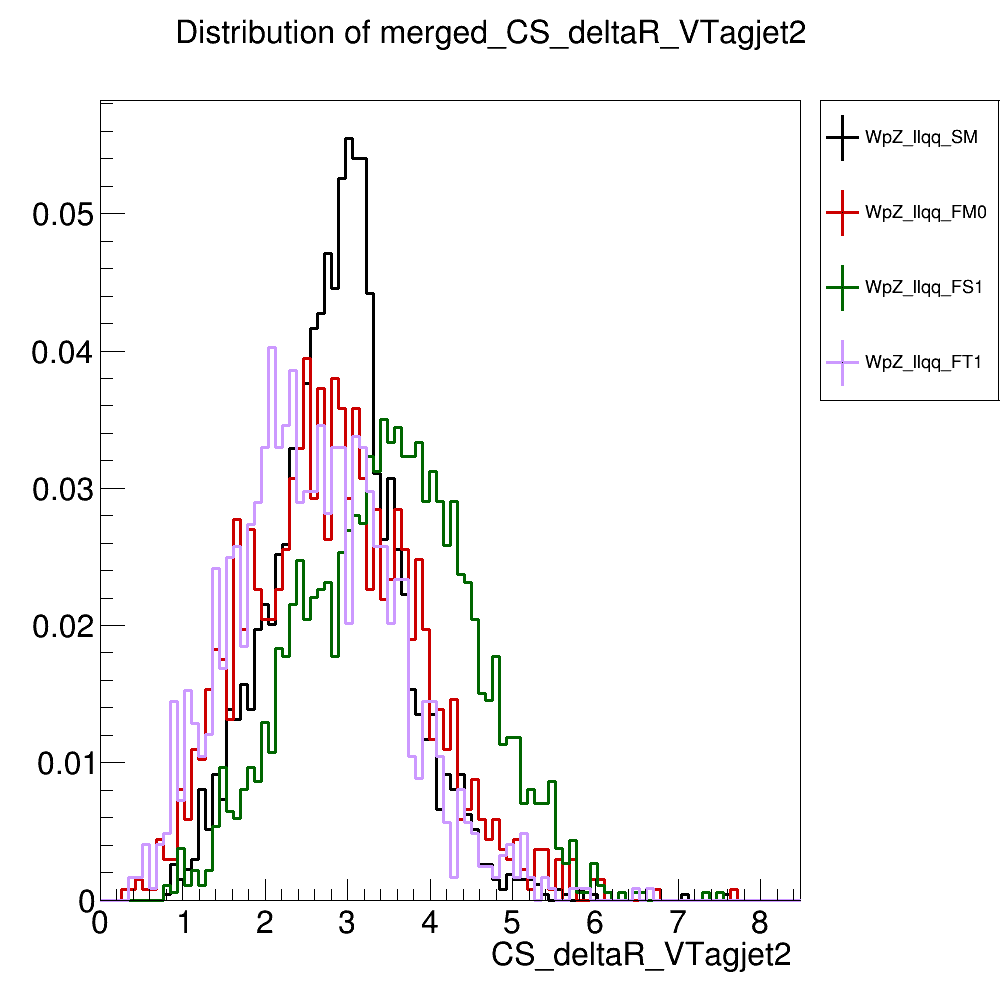 Distribution of merged_CS_deltaR_VTagjet2
WpZ_llqq_SM
WpZ_llqq_FM0
WpZ_llqq_FS1
WpZ_llqq_FT1
0.05
0.04
0.03
0.02
0.01
0
0 1 2 3 4 5 6 7 8
CS_deltaR_VTagjet2